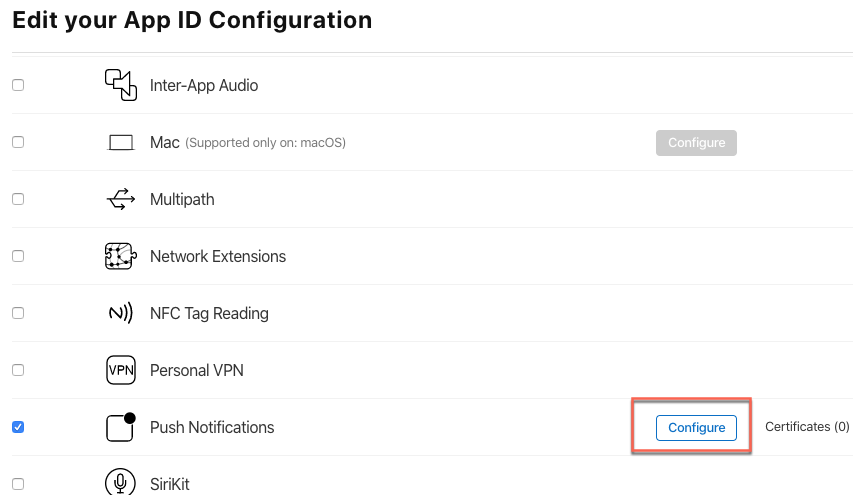 Edit your App ID Configuration
Inter-App Audio
Mac (Supported only on: macOS) Configure
Multipath
Network Extensions
NFC Tag Reading
VPN Personal VPN
Push Notifications Configure Certificates (0)
SiriKit